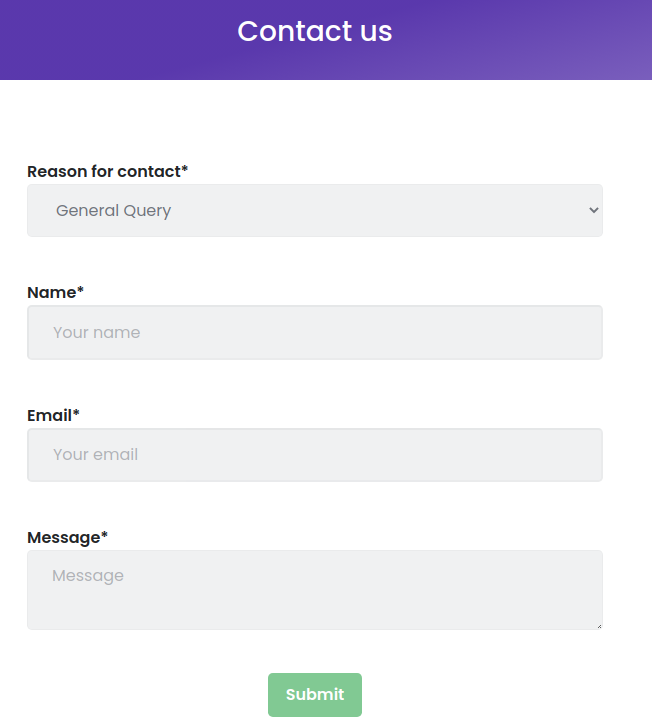 Contact us
Reason for contact*
General Query
Name*
Your name
Email*
Your email
Message*
Message
Submit